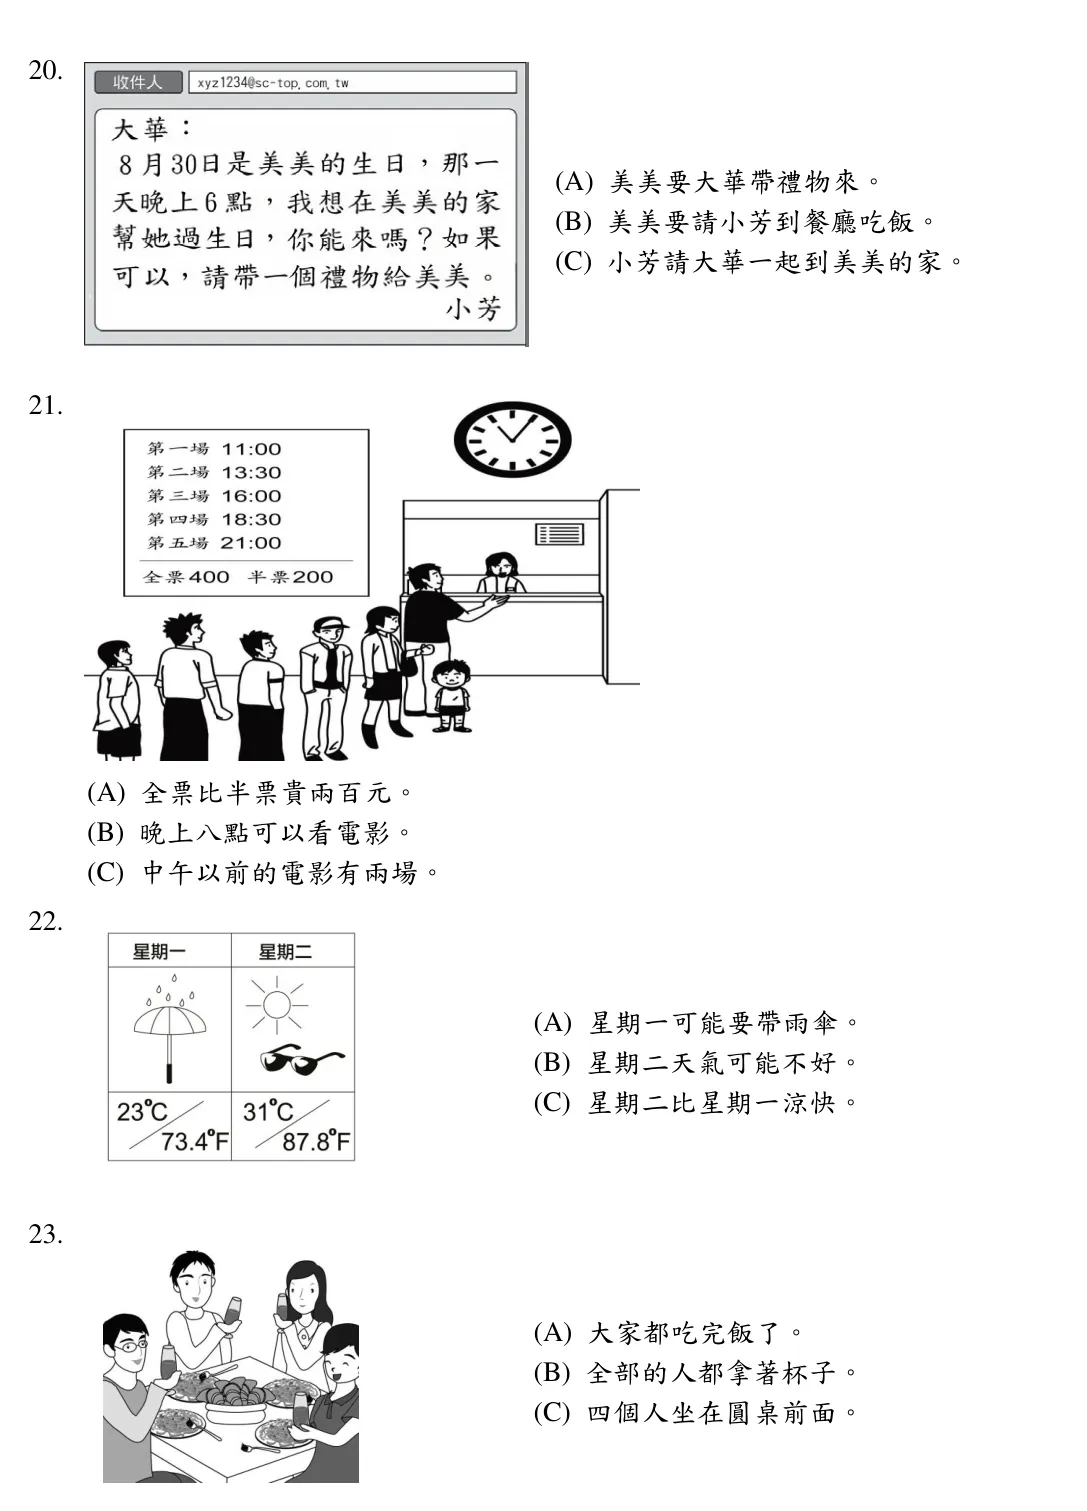 20.
收件人 xyz1234@sc-top.com.tw
大華：
8月30日是美美的生日，那一
天晚上6點，我想在美美的家
幫她過生日，你能來嗎？如果
可以，請帶一個禮物給美美。
小芳
(A) 美美要大華帶禮物來。
(B) 美美要請小芳到餐廳吃飯。
(C) 小芳請大華一起到美美的家。
21.
第一場 11:00
第二場 13:30
第三場 16:00
第四場 18:30
第五場 21:00
全票400 半票200
(A) 全票比半票貴兩百元。
(B) 晚上八點可以看電影。
(C) 中午以前的電影有兩場。
22.
星期一 星期二
23°C/73.4°F 31°C/87.8°F
(A) 星期一可能要帶雨傘。
(B) 星期二天氣可能不好。
(C) 星期二比星期一涼快。
23.
(A) 大家都吃完飯了。
(B) 全部的人都拿著杯子。
(C) 四個人坐在圓桌前面。